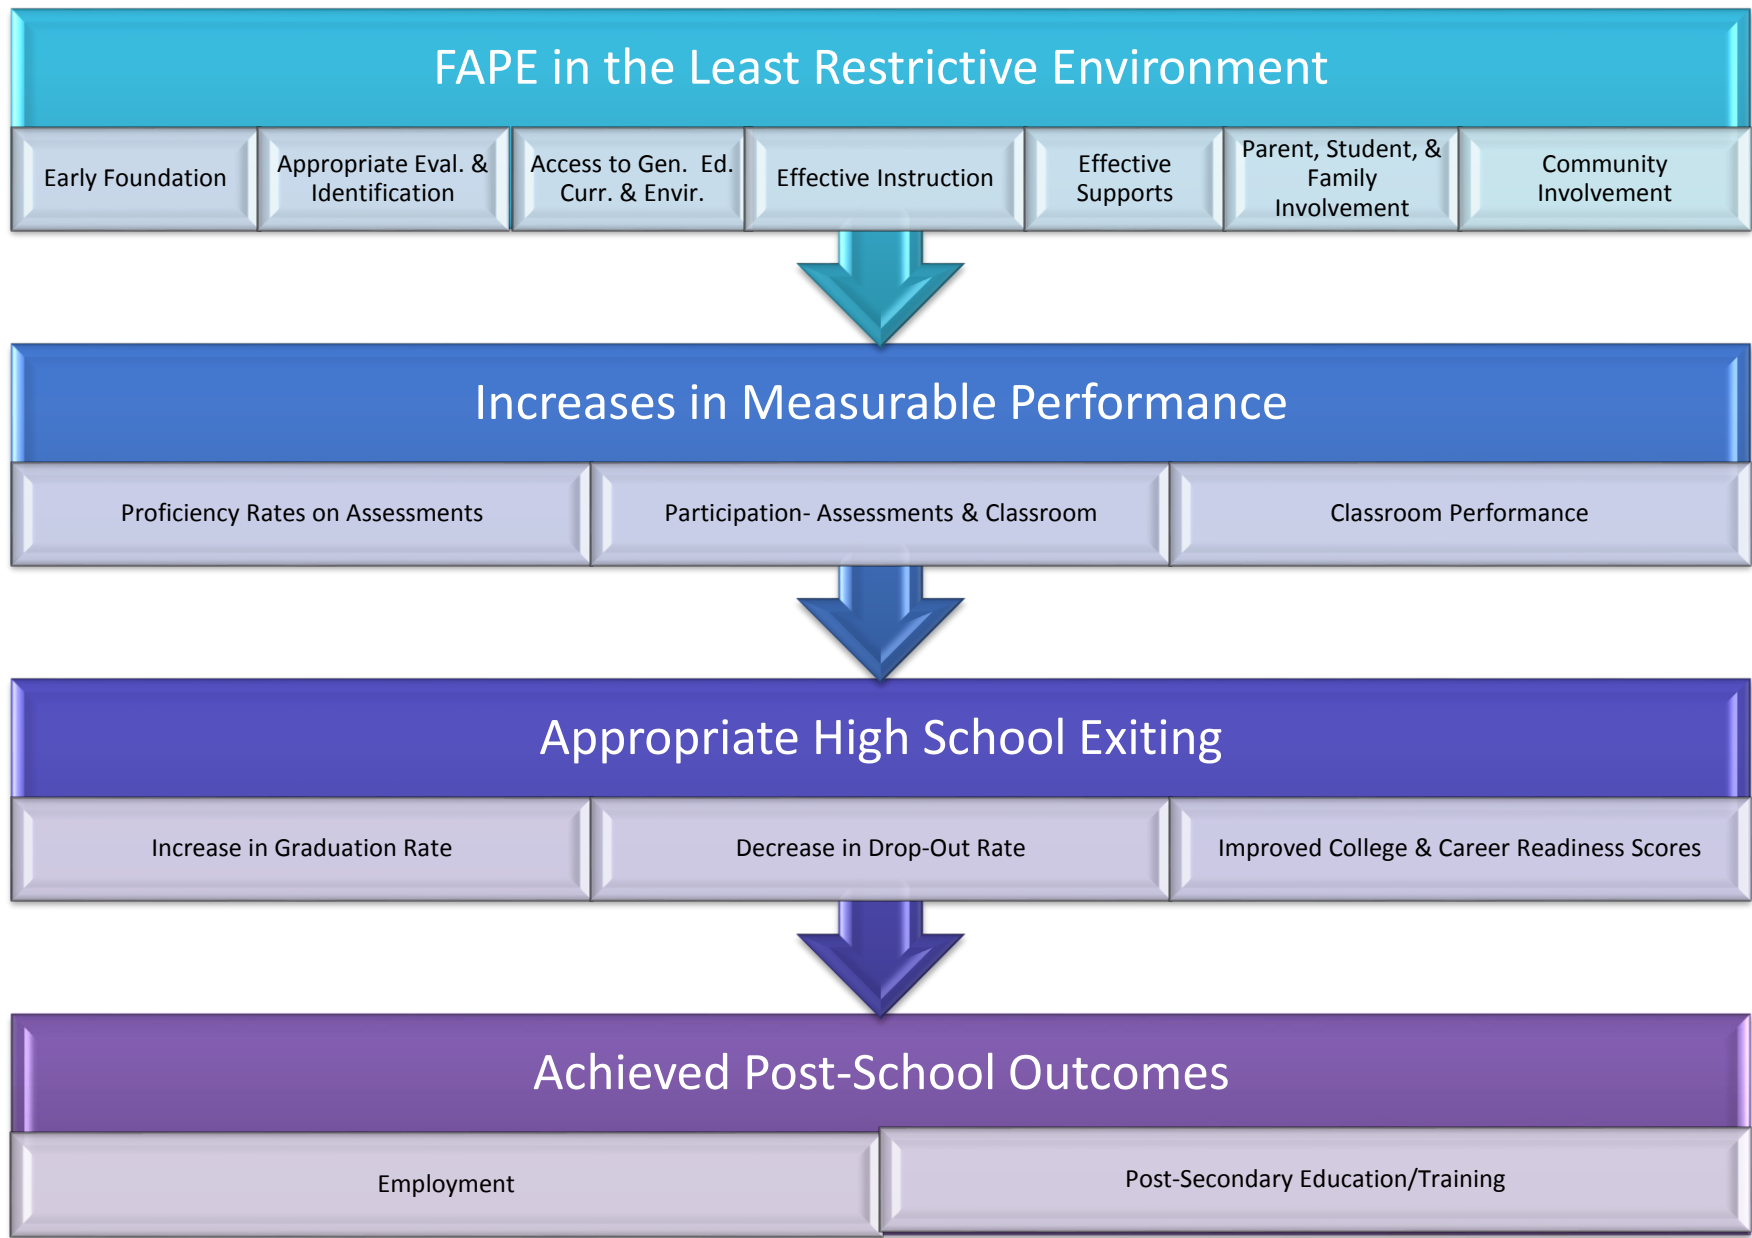 FAPE in the Least Restrictive Environment
Early Foundation
Appropriate Eval. &
Identification
Access to Gen. Ed.
Curr. & Envir.
Effective Instruction
Effective
Supports
Parent, Student, &
Family
Involvement
Community
Involvement
Increases in Measurable Performance
Proficiency Rates on Assessments
Participation- Assessments & Classroom
Classroom Performance
Appropriate High School Exiting
Increase in Graduation Rate
Decrease in Drop-Out Rate
Improved College & Career Readiness Scores
Achieved Post-School Outcomes
Employment
Post-Secondary Education/Training